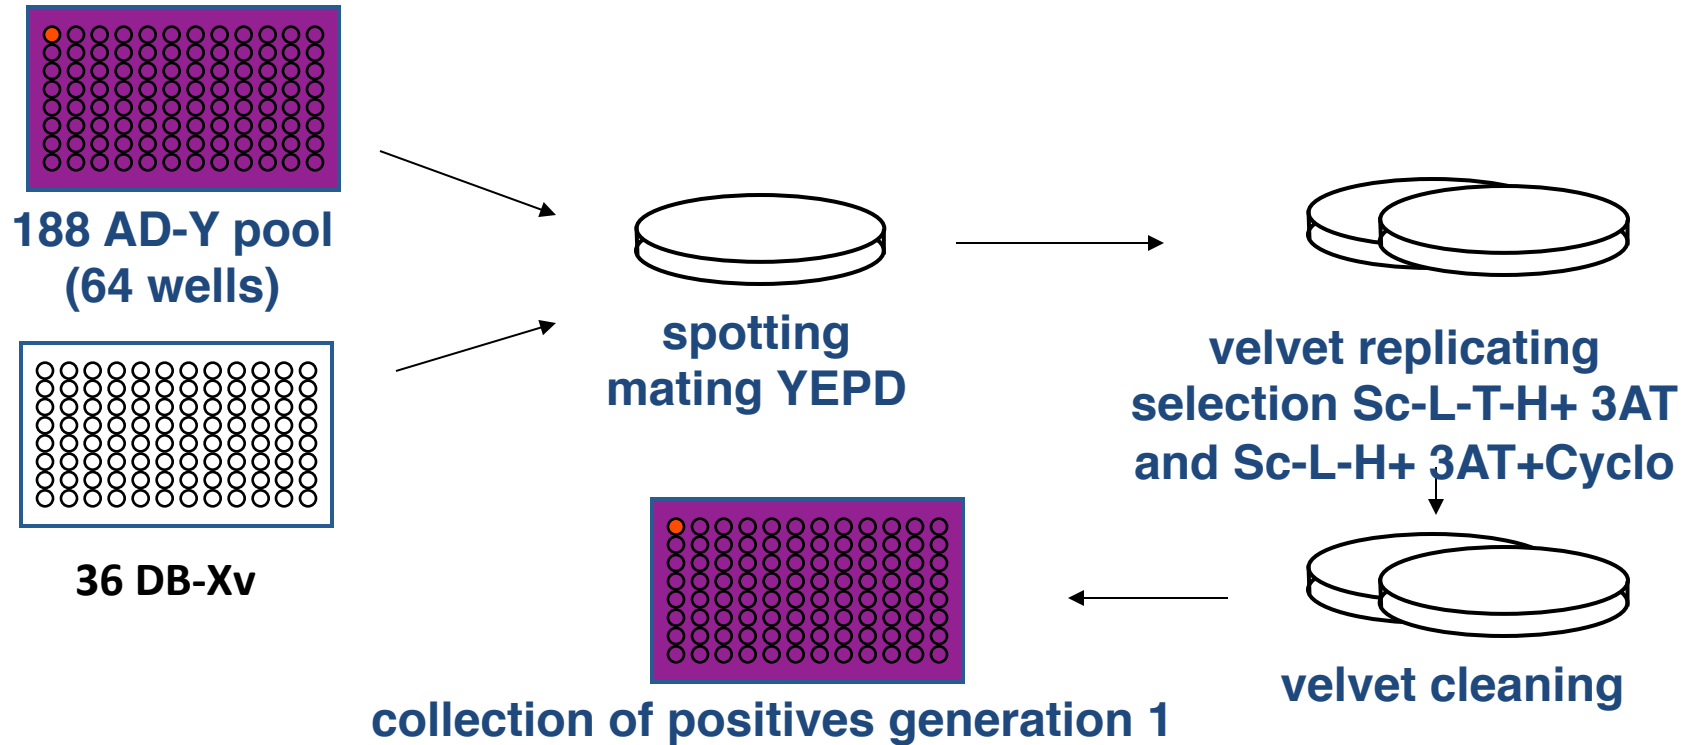 188 AD-Y pool
(64 wells)
36 DB-Xv
spotting
mating YEPD
velvet replicating
selection Sc-L-T-H+ 3AT
and Sc-L-H+ 3AT+Cyclo
velvet cleaning
collection of positives generation 1